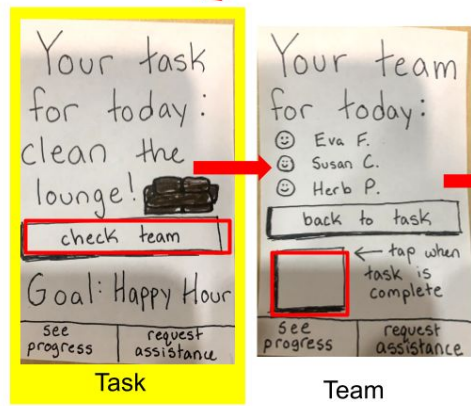 Your task
for today:
clean the
lounge!
check team
Goal: Happy Hour
see
progress
request
assistance
Task
Your team
for today:
Eva F.
Susan C.
Herb P.
back to task
← tap when
task is
complete
see
progress
request
assistance
Team